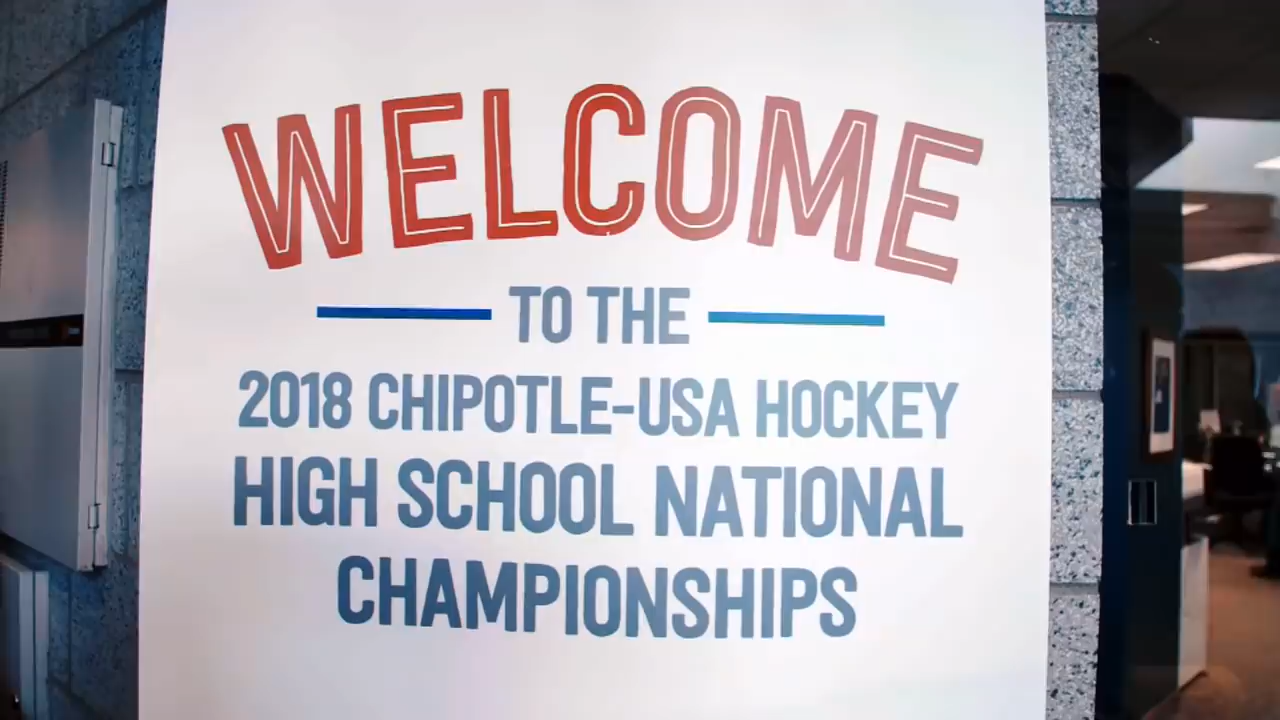 WELCOME
TO THE
2018 CHIPOTLE-USA HOCKEY
HIGH SCHOOL NATIONAL
CHAMPIONSHIPS